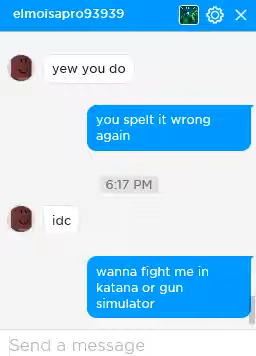 elmoisapro93939
yew you do
you spelt it wrong
again
6:17 PM
idc
wanna fight me in
katana or gun
simulator
Send a message